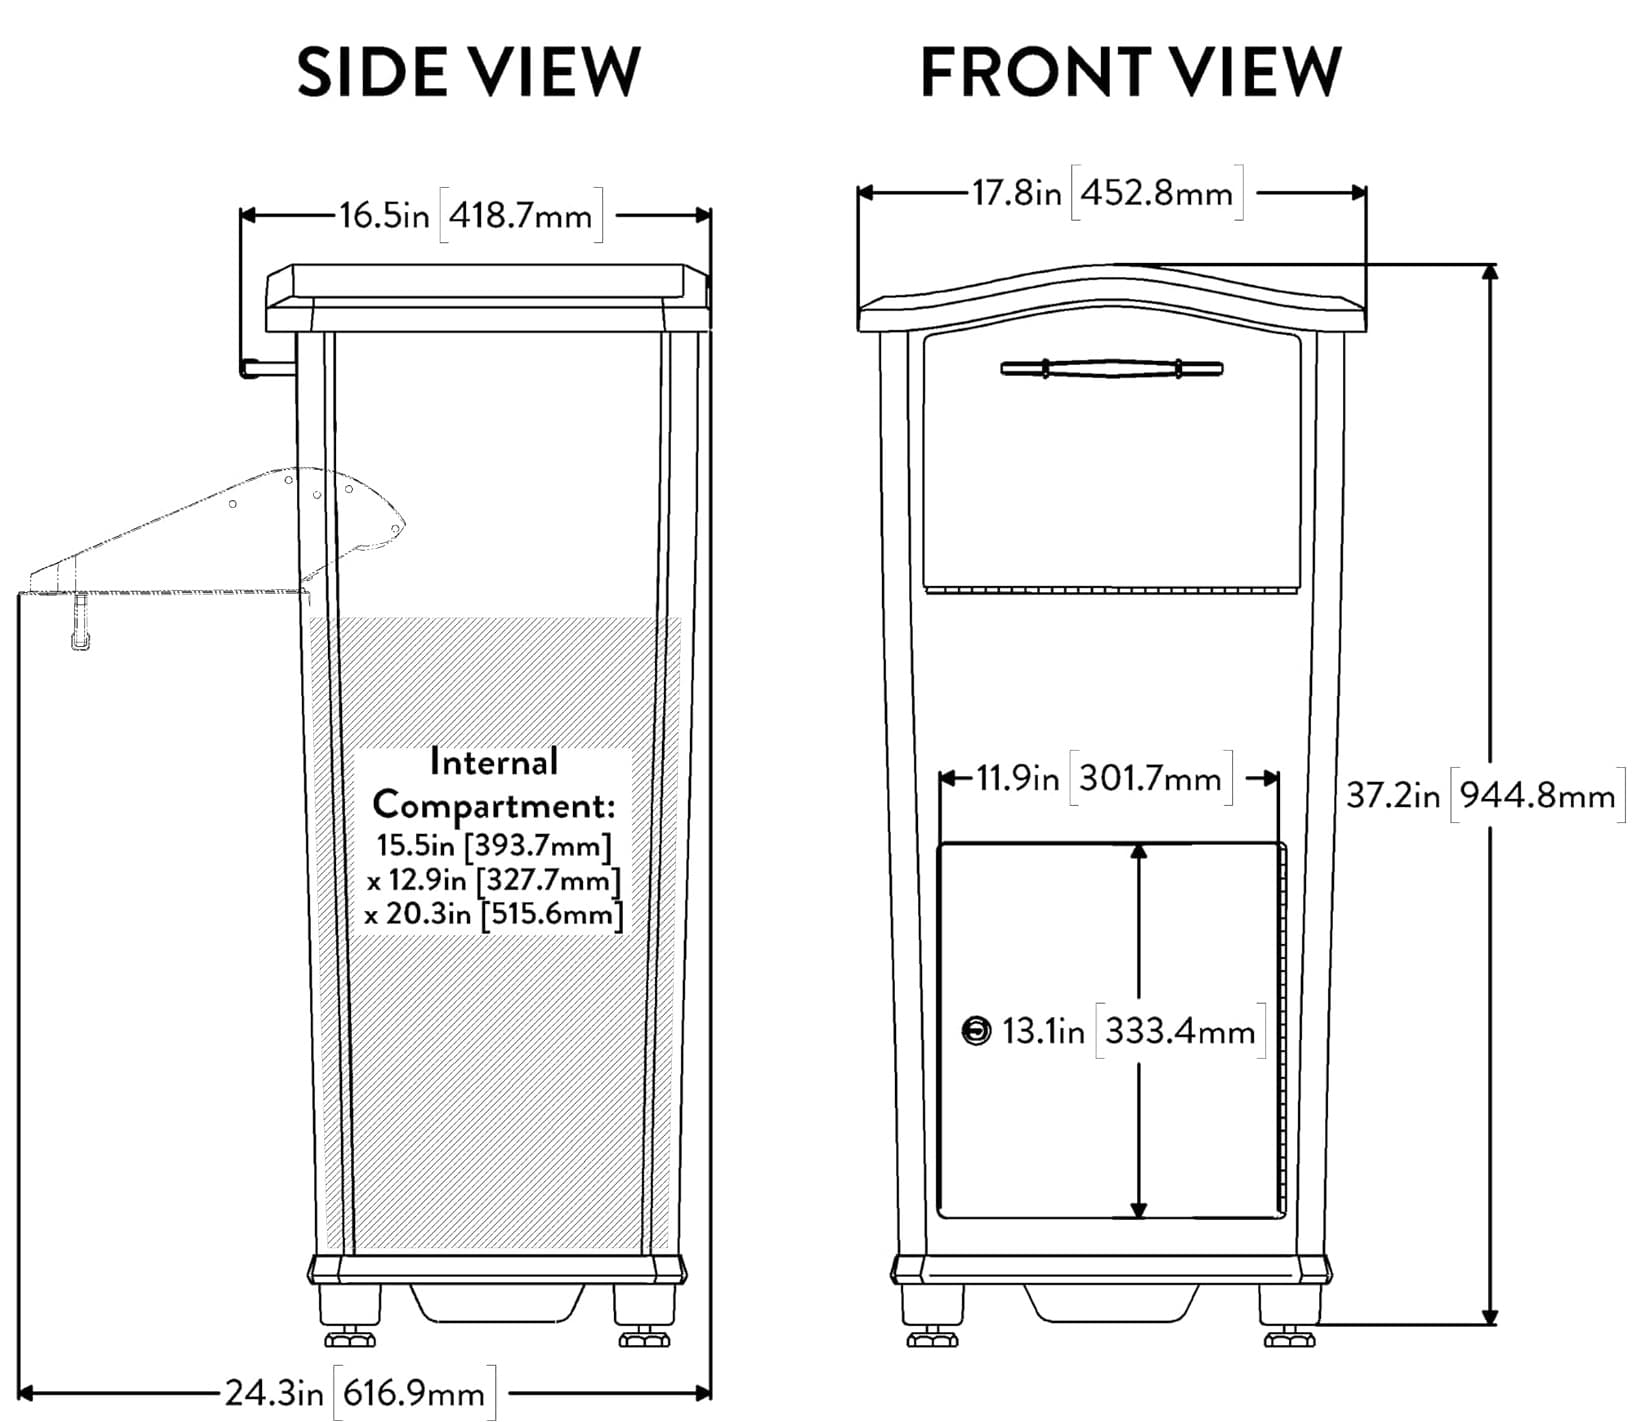 SIDE VIEW
FRONT VIEW
16.5in [418.7mm]
17.8in [452.8mm]
Internal
Compartment:
15.5in [393.7mm]
x 12.9in [327.7mm]
x 20.3in [515.6mm]
11.9in [301.7mm]
37.2in [944.8mm]
13.1in [333.4mm]
24.3in [616.9mm]